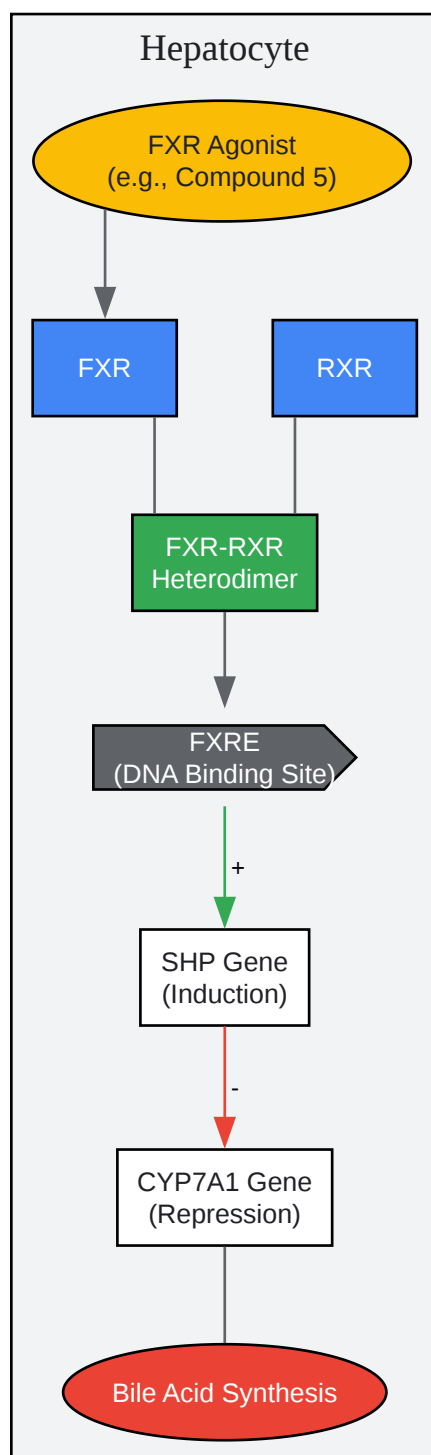 Hepatocyte
FXR Agonist
(e.g., Compound 5)
FXR
RXR
FXR-RXR
Heterodimer
FXRE
(DNA Binding Site)
+
SHP Gene
(Induction)
-
CYP7A1 Gene
(Repression)
Bile Acid Synthesis